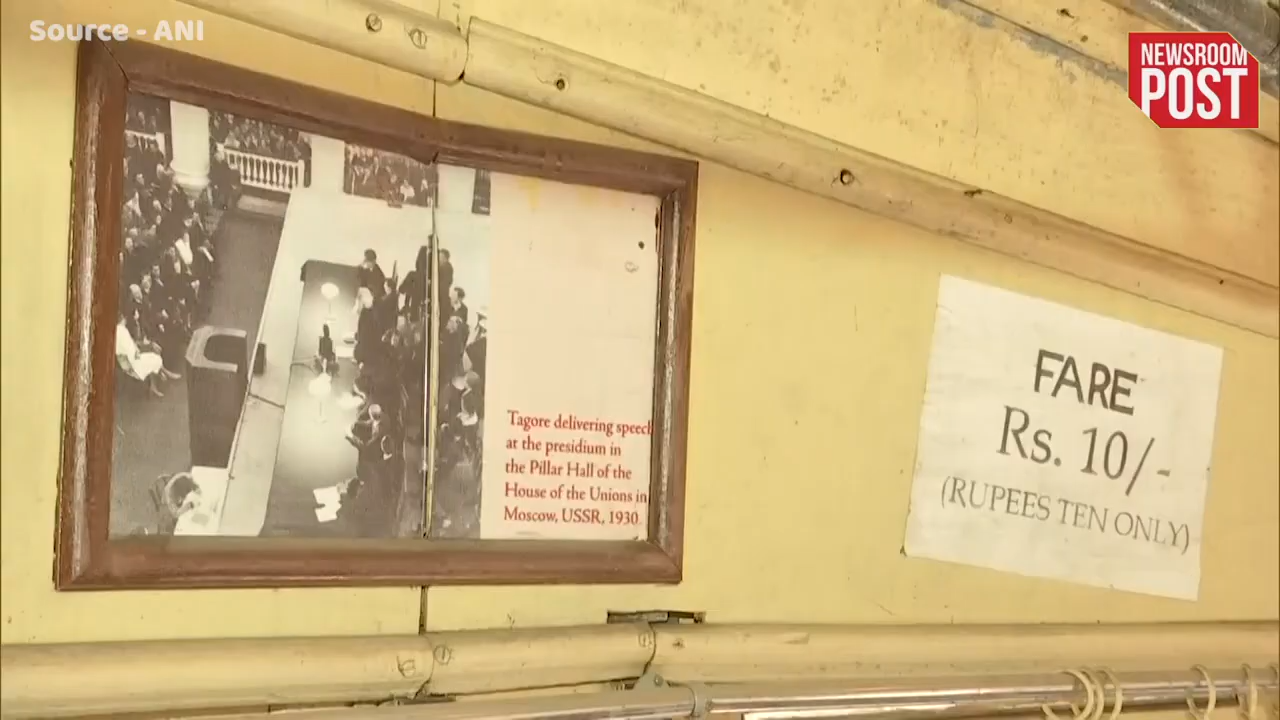 Source - ANI
NEWSROOM
POST
Tagore delivering speech
at the presidium in
the Pillar Hall of the
House of the Unions in
Moscow, USSR, 1930.
FARE
Rs. 10/-
(RUPEES TEN ONLY)